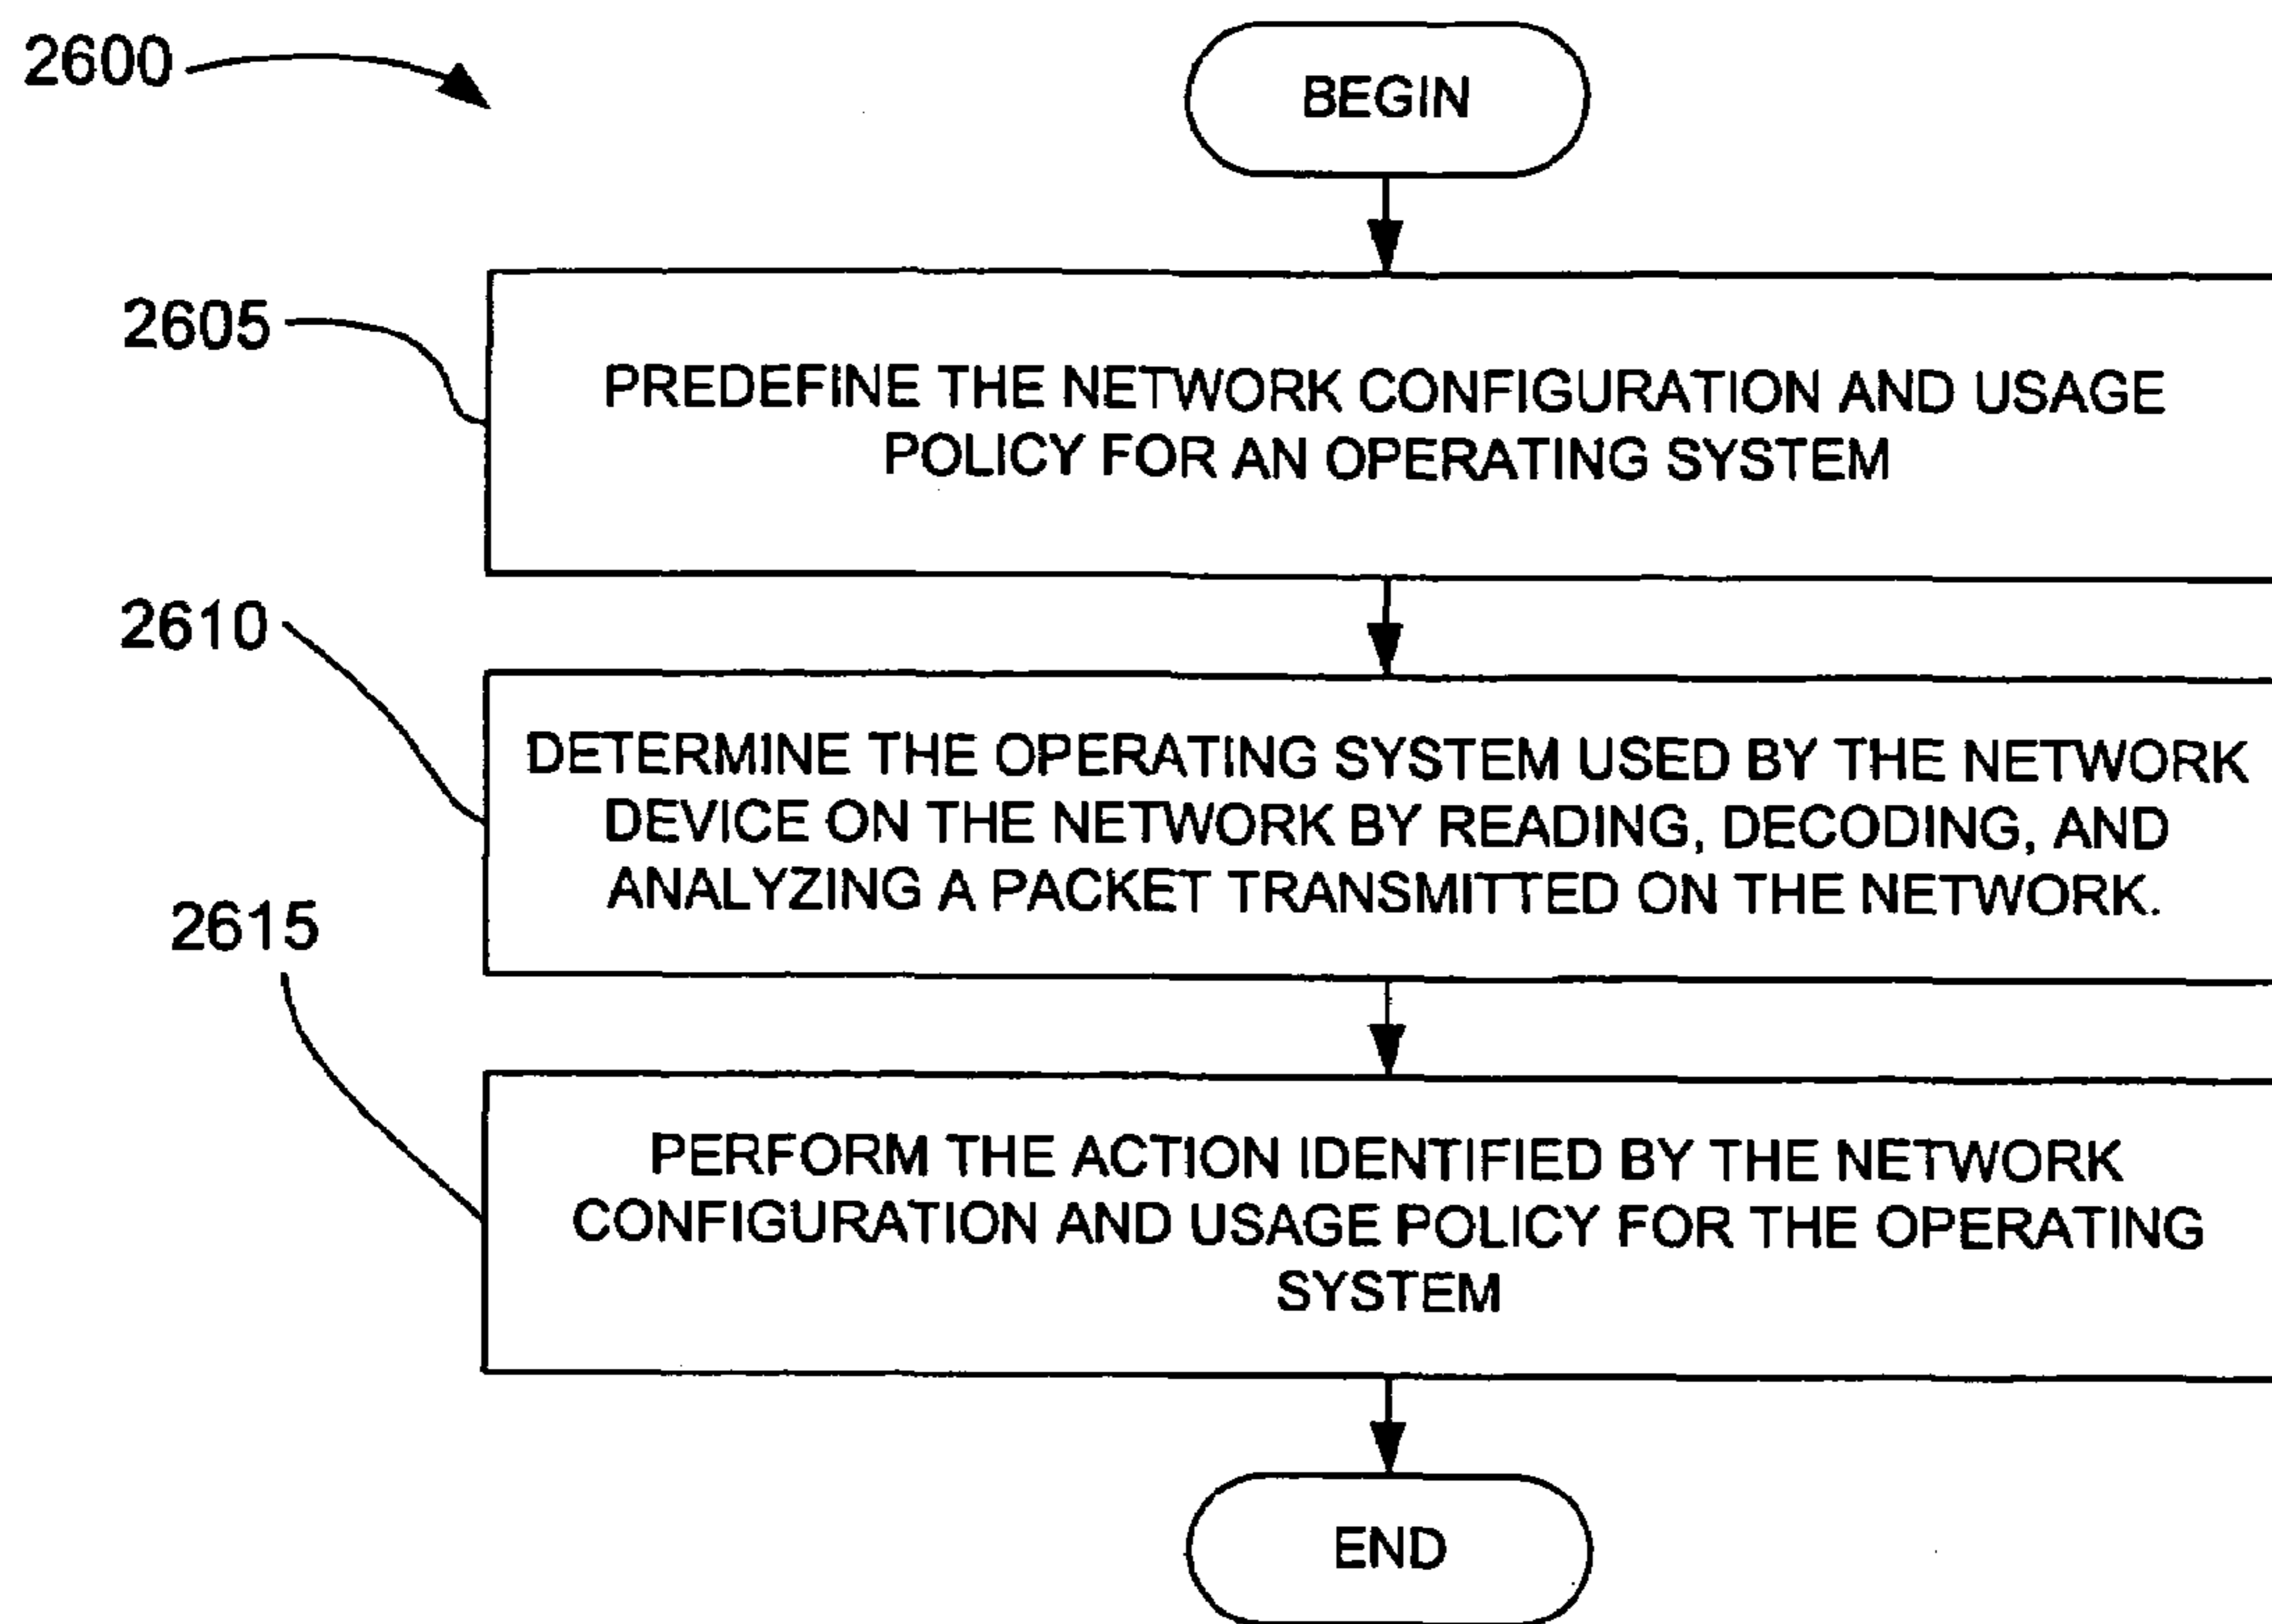 2600
BEGIN
2605
PREDEFINE THE NETWORK CONFIGURATION AND USAGE
POLICY FOR AN OPERATING SYSTEM
2610
DETERMINE THE OPERATING SYSTEM USED BY THE NETWORK
DEVICE ON THE NETWORK BY READING, DECODING, AND
ANALYZING A PACKET TRANSMITTED ON THE NETWORK.
2615
PERFORM THE ACTION IDENTIFIED BY THE NETWORK
CONFIGURATION AND USAGE POLICY FOR THE OPERATING
SYSTEM
END